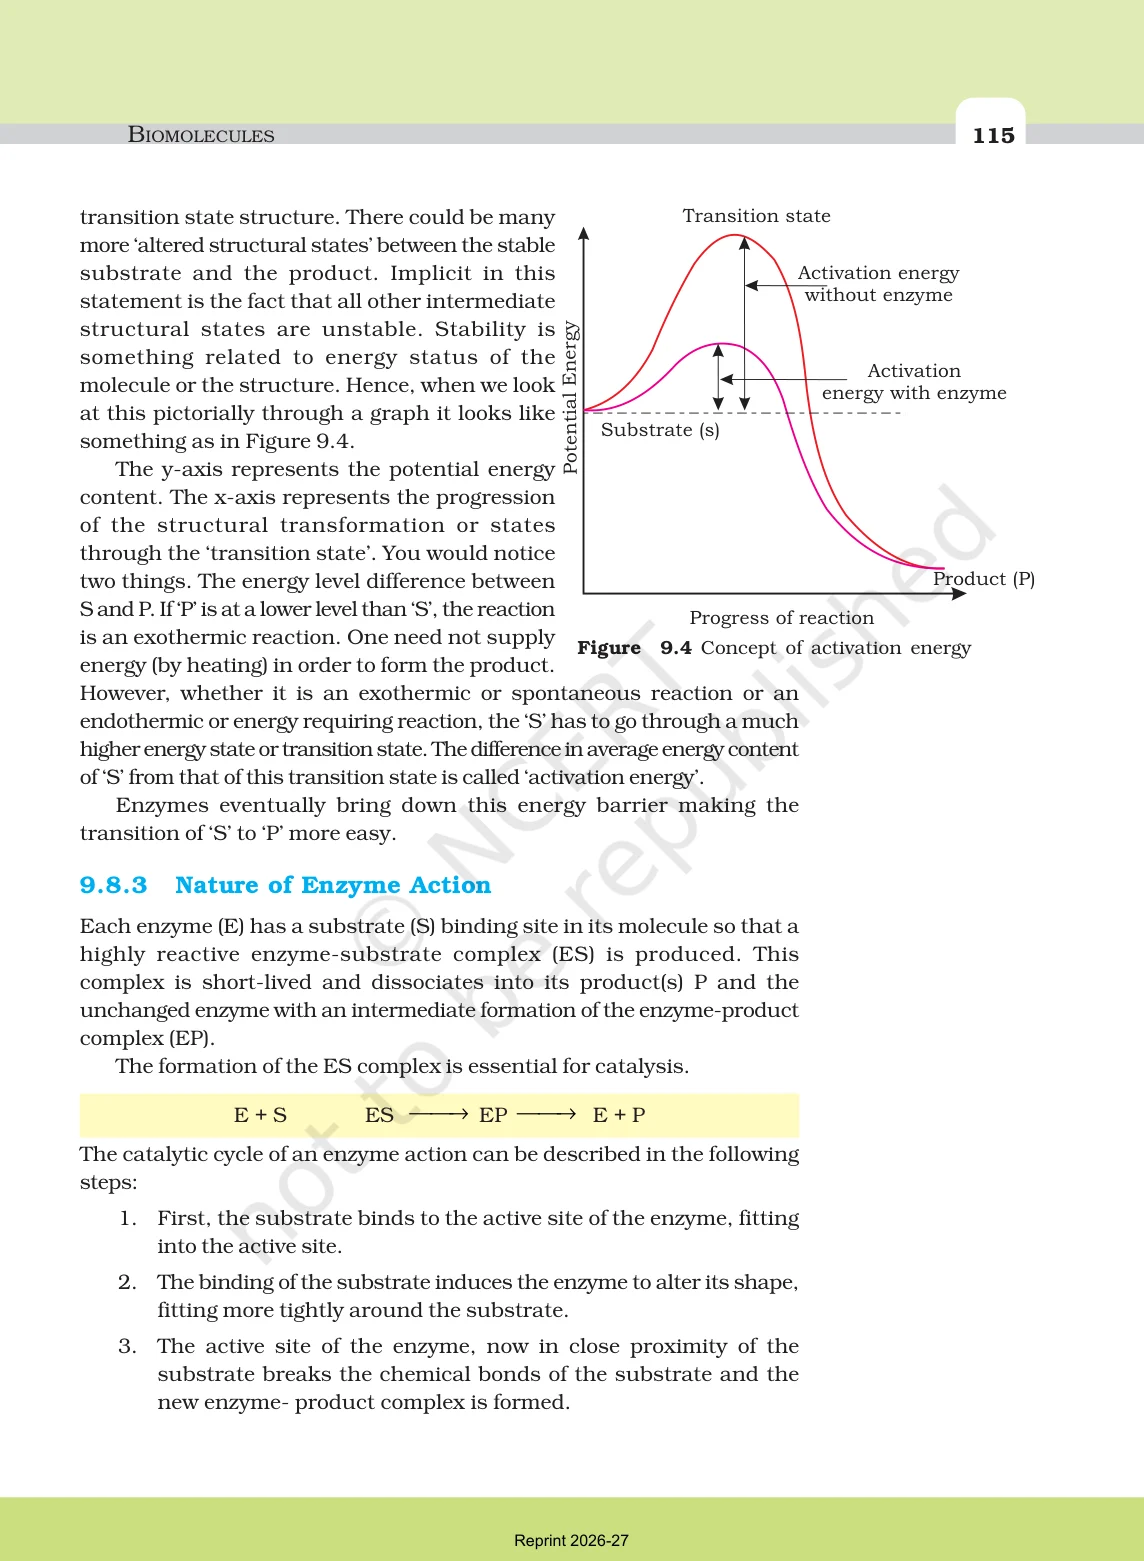 BIOMOLECULES
115
transition state structure. There could be many
more ‘altered structural states’ between the stable
substrate and the product. Implicit in this
statement is the fact that all other intermediate
structural states are unstable. Stability is
something related to energy status of the
molecule or the structure. Hence, when we look
at this pictorially through a graph it looks like
something as in Figure 9.4.
The y-axis represents the potential energy
content. The x-axis represents the progression
of the structural transformation or states
through the ‘transition state’. You would notice
two things. The energy level difference between
S and P. If ‘P’ is at a lower level than ‘S’, the reaction
is an exothermic reaction. One need not supply
energy (by heating) in order to form the product.
However, whether it is an exothermic or spontaneous reaction or an
endothermic or energy requiring reaction, the ‘S’ has to go through a much
higher energy state or transition state. The difference in average energy content
of ‘S’ from that of this transition state is called ‘activation energy’.
Enzymes eventually bring down this energy barrier making the
transition of ‘S’ to ‘P’ more easy.
Transition state
Activation energy
without enzyme
Activation
energy with enzyme
Substrate (s)
Potential Energy
Product (P)
Progress of reaction
Figure 9.4 Concept of activation energy
9.8.3 Nature of Enzyme Action
Each enzyme (E) has a substrate (S) binding site in its molecule so that a
highly reactive enzyme-substrate complex (ES) is produced. This
complex is short-lived and dissociates into its product(s) P and the
unchanged enzyme with an intermediate formation of the enzyme-product
complex (EP).
The formation of the ES complex is essential for catalysis.
E + S ES ⟶ EP ⟶ E + P
The catalytic cycle of an enzyme action can be described in the following
steps:
1. First, the substrate binds to the active site of the enzyme, fitting
into the active site.
2. The binding of the substrate induces the enzyme to alter its shape,
fitting more tightly around the substrate.
3. The active site of the enzyme, now in close proximity of the
substrate breaks the chemical bonds of the substrate and the
new enzyme- product complex is formed.
© NCERT
not to be republished
Reprint 2026-27